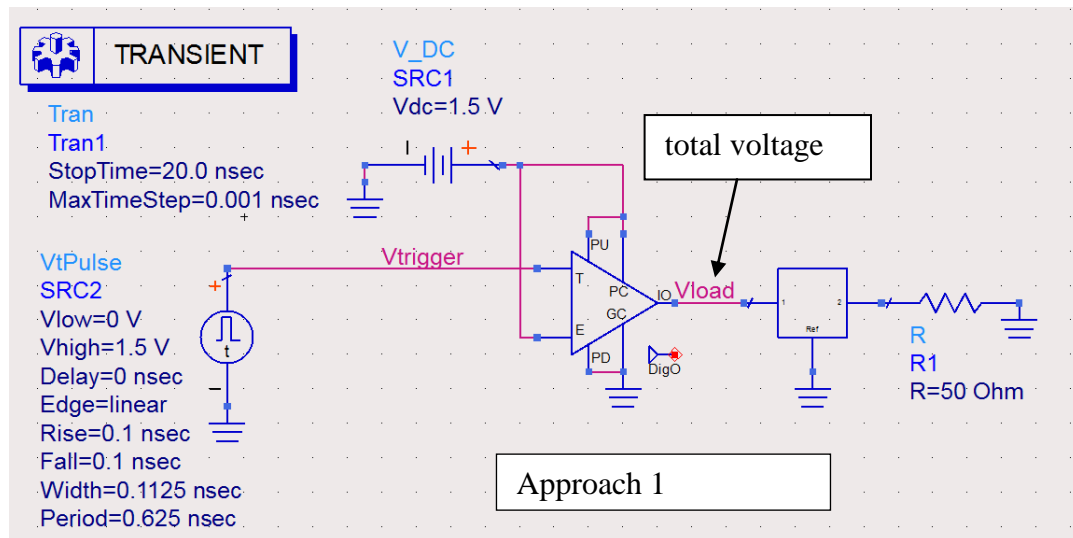 TRANSIENT
Tran
Tran1
StopTime=20.0 nsec
MaxTimeStep=0.001 nsec
V_DC
SRC1
Vdc=1.5 V
total voltage
VtPulse
SRC2
Vlow=0 V
Vhigh=1.5 V
Delay=0 nsec
Edge=linear
Rise=0.1 nsec
Fall=0.1 nsec
Width=0.1125 nsec
Period=0.625 nsec
t
Vtrigger
PU
T
PC
IO
GC
E
PD
DigO
Vload
1
2
Ref
R
R1
R=50 Ohm
Approach 1